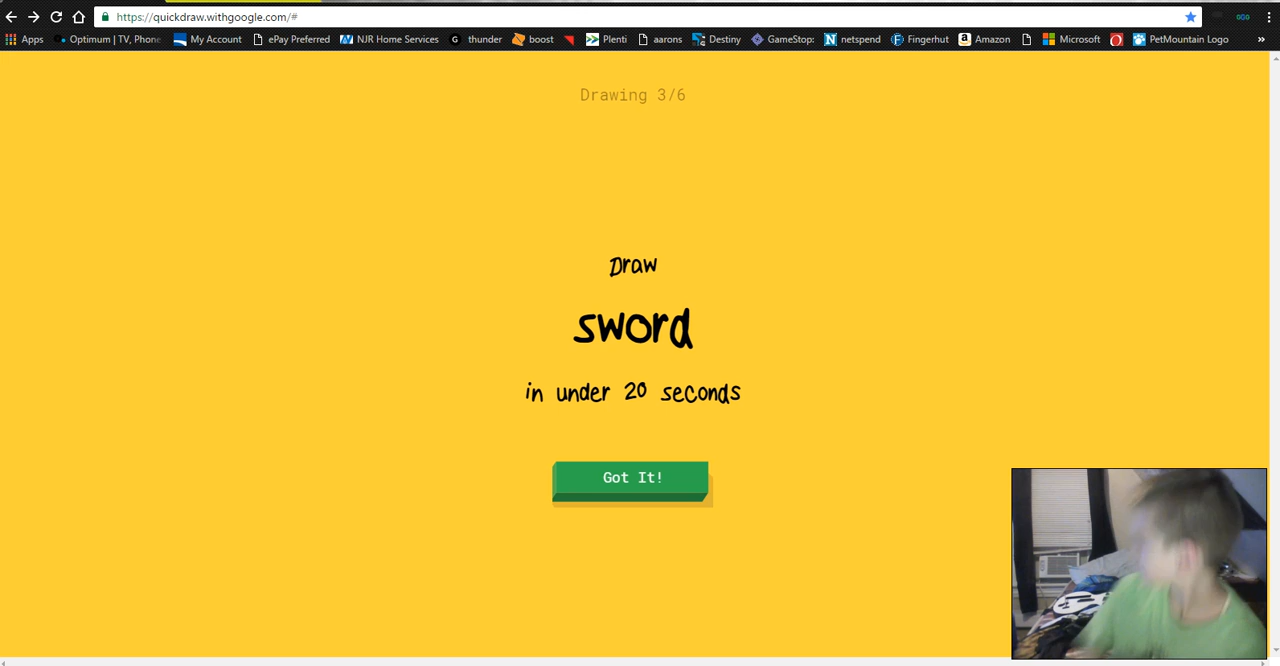 https://quickdraw.withgoogle.com/#
Apps Optimum | TV, Phone My Account ePay Preferred NJR Home Services thunder boost Plenti aarons Destiny GameStop: netspend Fingerhut Amazon Microsoft PetMountain Logo »
Drawing 3/6
Draw
sword
in under 20 seconds
Got It!